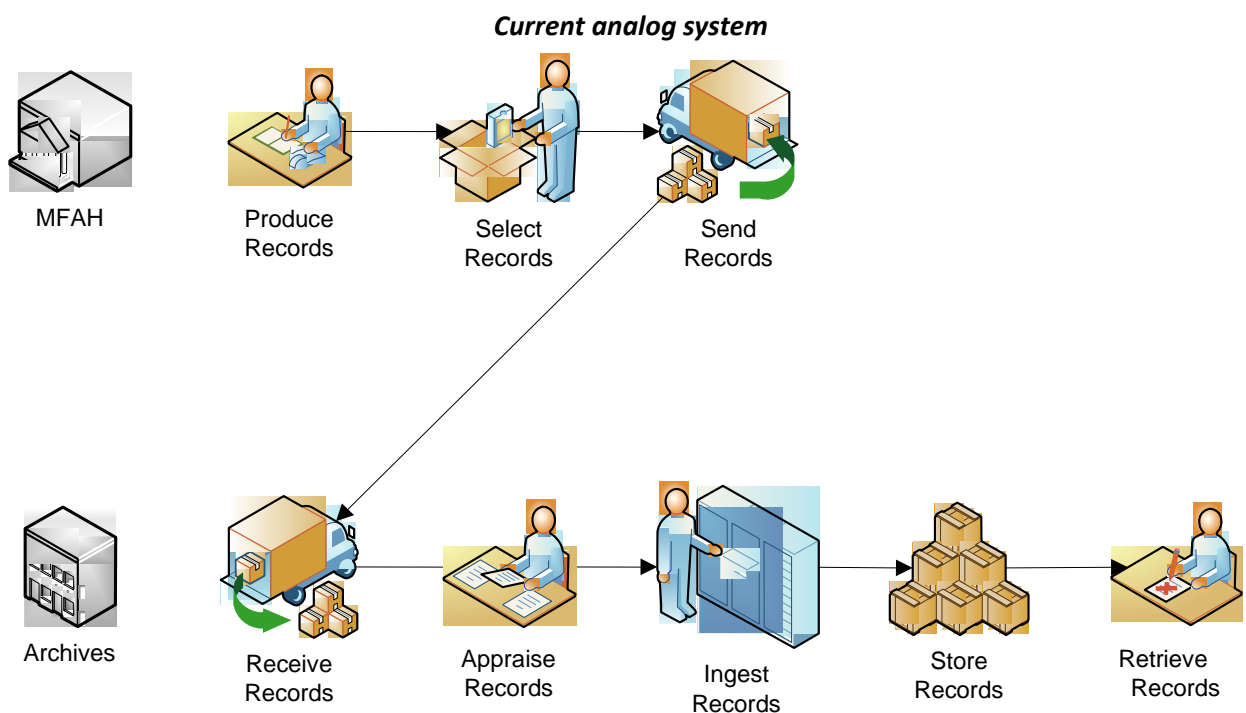 Current analog system
MFAH
Produce
Records
Select
Records
Send
Records
Archives
Receive
Records
Appraise
Records
Ingest
Records
Store
Records
Retrieve
Records